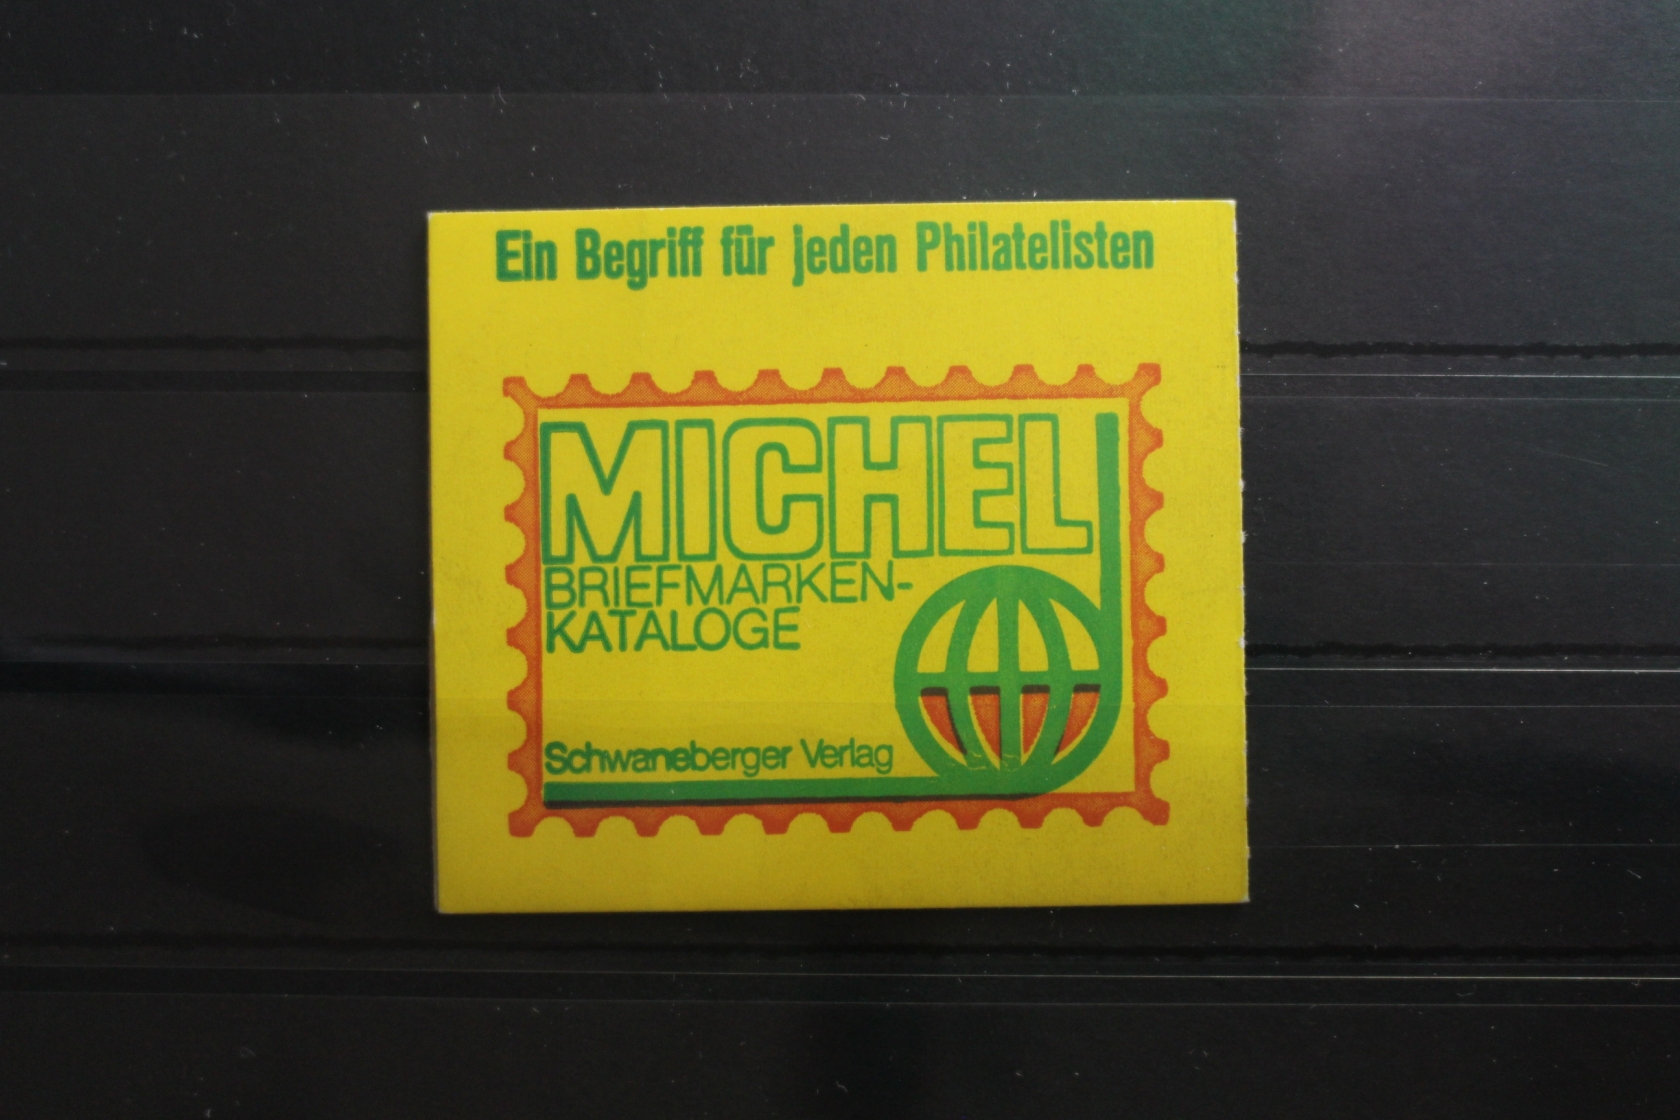 Ein Begriff für jeden Philatelisten
MICHEL
BRIEFMARKEN-
KATALOGE
Schwaneberger Verlag